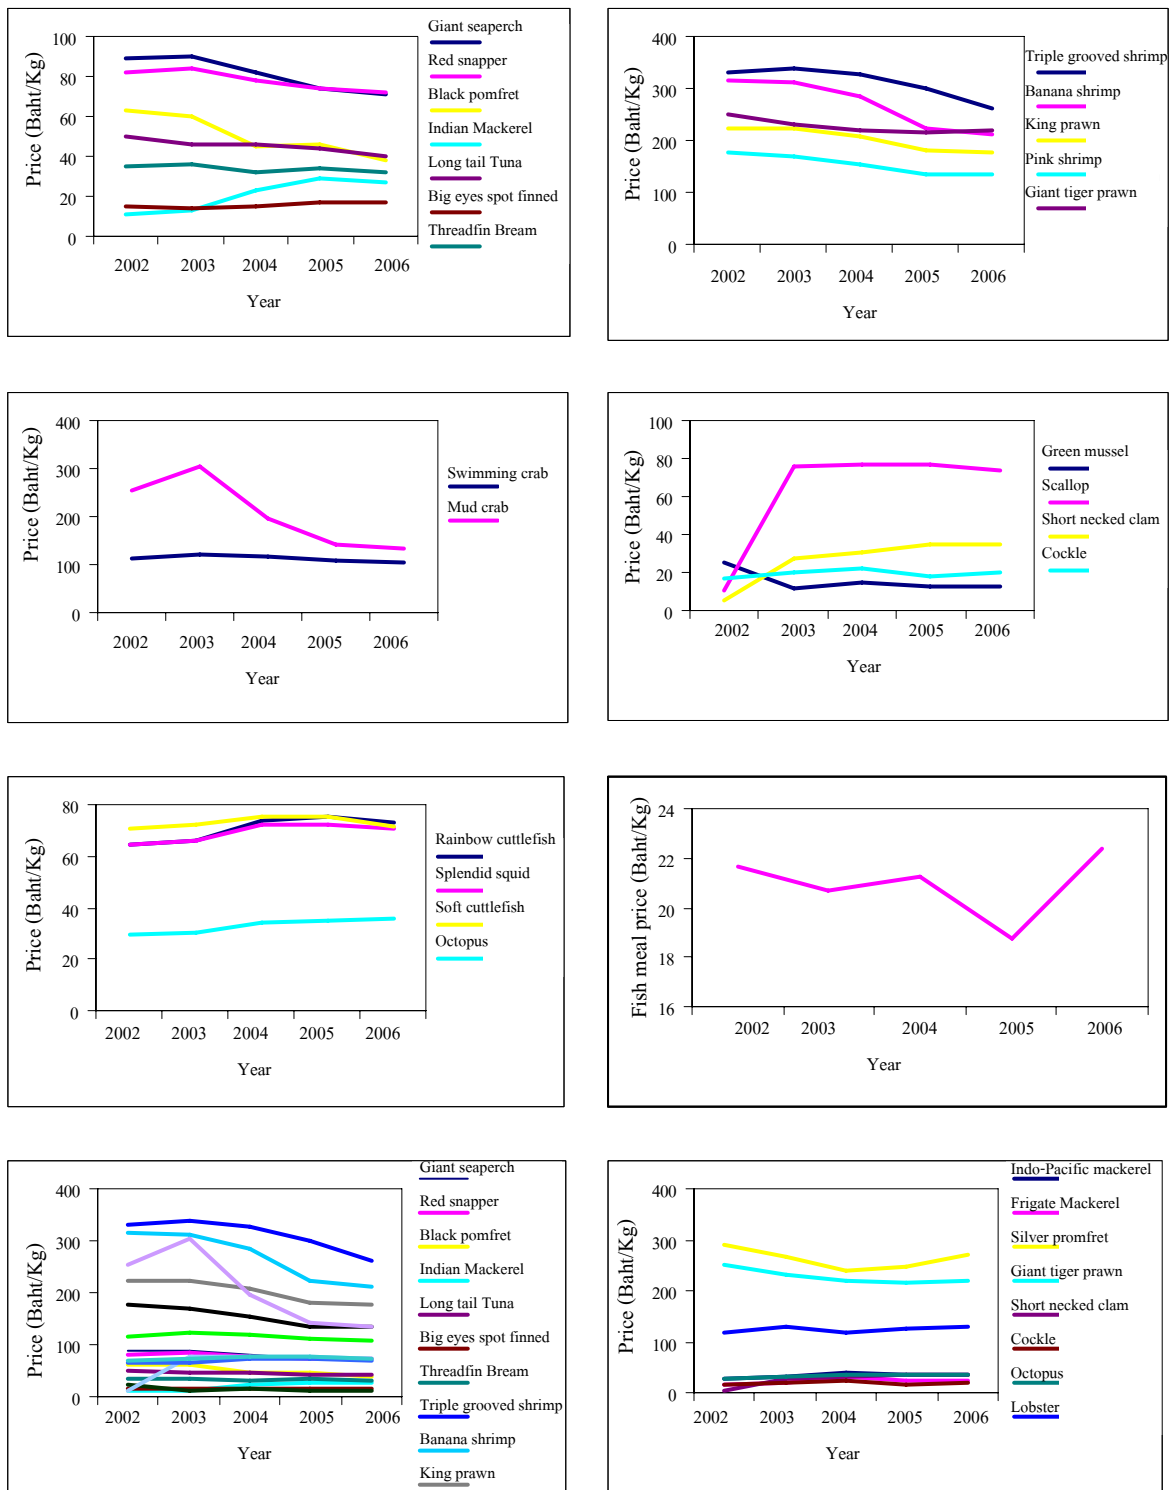 Price (Baht/Kg)
100
80
60
40
20
0
2002 2003 2004 2005 2006
Year
Giant seaperch
Red snapper
Black pomfret
Indian Mackerel
Long tail Tuna
Big eyes spot finned
Threadfin Bream
Price (Baht/Kg)
400
300
200
100
0
2002 2003 2004 2005 2006
Year
Triple grooved shrimp
Banana shrimp
King prawn
Pink shrimp
Giant tiger prawn
Price (Baht/Kg)
400
300
200
100
0
2002 2003 2004 2005 2006
Year
Swimming crab
Mud crab
Price (Baht/Kg)
100
80
60
40
20
0
2002 2003 2004 2005 2006
Year
Green mussel
Scallop
Short necked clam
Cockle
Price (Baht/Kg)
80
60
40
20
0
2002 2003 2004 2005 2006
Year
Rainbow cuttlefish
Splendid squid
Soft cuttlefish
Octopus
Fish meal price (Baht/Kg)
24
22
20
18
16
2002 2003 2004 2005 2006
Year
Price (Baht/Kg)
400
300
200
100
0
2002 2003 2004 2005 2006
Year
Giant seaperch
Red snapper
Black pomfret
Indian Mackerel
Long tail Tuna
Big eyes spot finned
Threadfin Bream
Triple grooved shrimp
Banana shrimp
King prawn
Price (Baht/Kg)
400
300
200
100
0
2002 2003 2004 2005 2006
Year
Indo-Pacific mackerel
Frigate Mackerel
Silver promfret
Giant tiger prawn
Short necked clam
Cockle
Octopus
Lobster